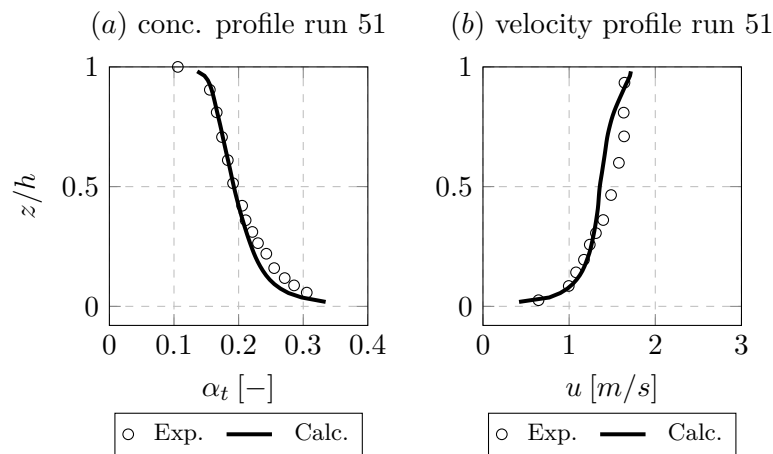 (a) conc. profile run 51
(b) velocity profile run 51
1
0.5
0
z/h
0 0.1 0.2 0.3 0.4
α_t [−]
Exp. Calc.
1
0.5
0
0 1 2 3
u [m/s]
Exp. Calc.